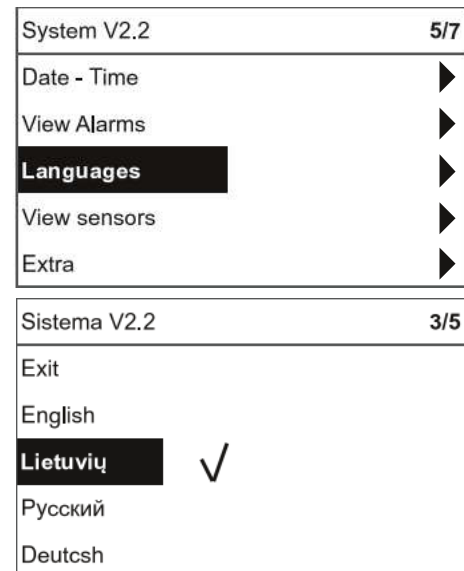 System V2.2 5/7
Date - Time
View Alarms
Languages
View sensors
Extra
Sistema V2.2 3/5
Exit
English
Lietuvių
Русский
Deutcsh